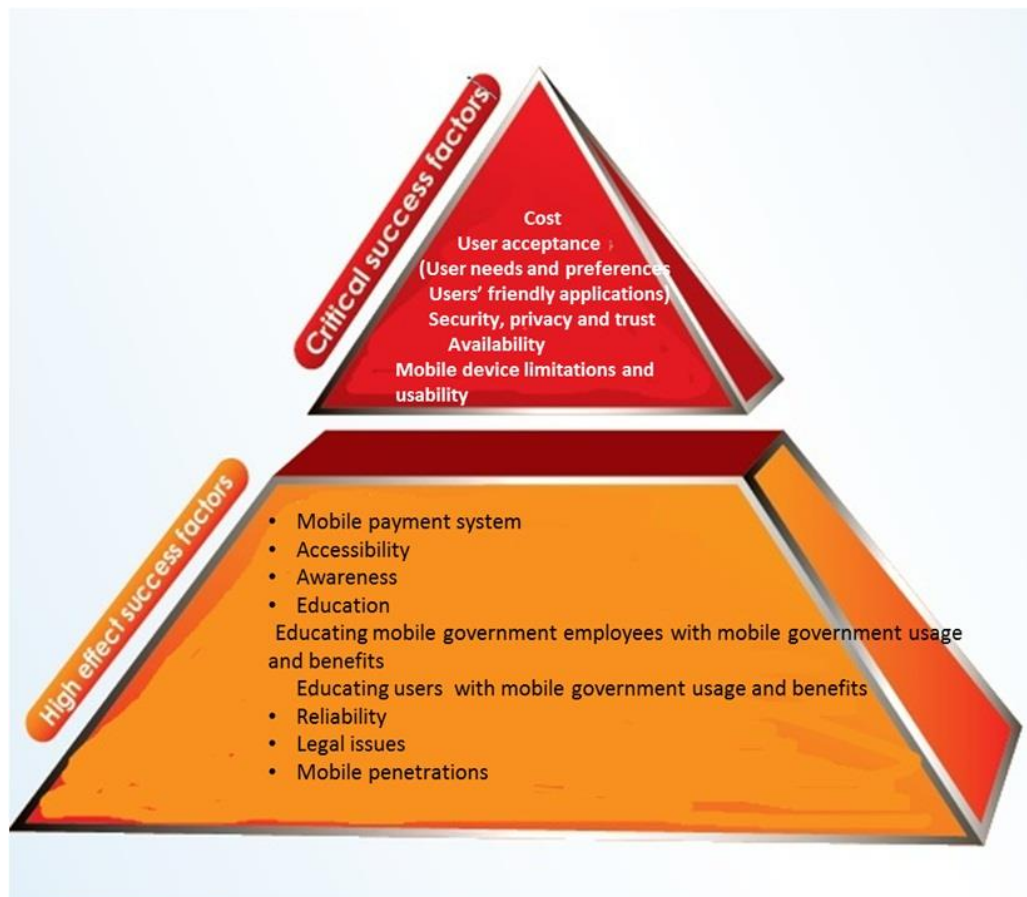 Critical success factors
Cost
User acceptance
(User needs and preferences
Users' friendly applications)
Security, privacy and trust
Availability
Mobile device limitations and
usability
High effect success factors
• Mobile payment system
• Accessibility
• Awareness
• Education
Educating mobile government employees with mobile government usage
and benefits
Educating users with mobile government usage and benefits
• Reliability
• Legal issues
• Mobile penetrations